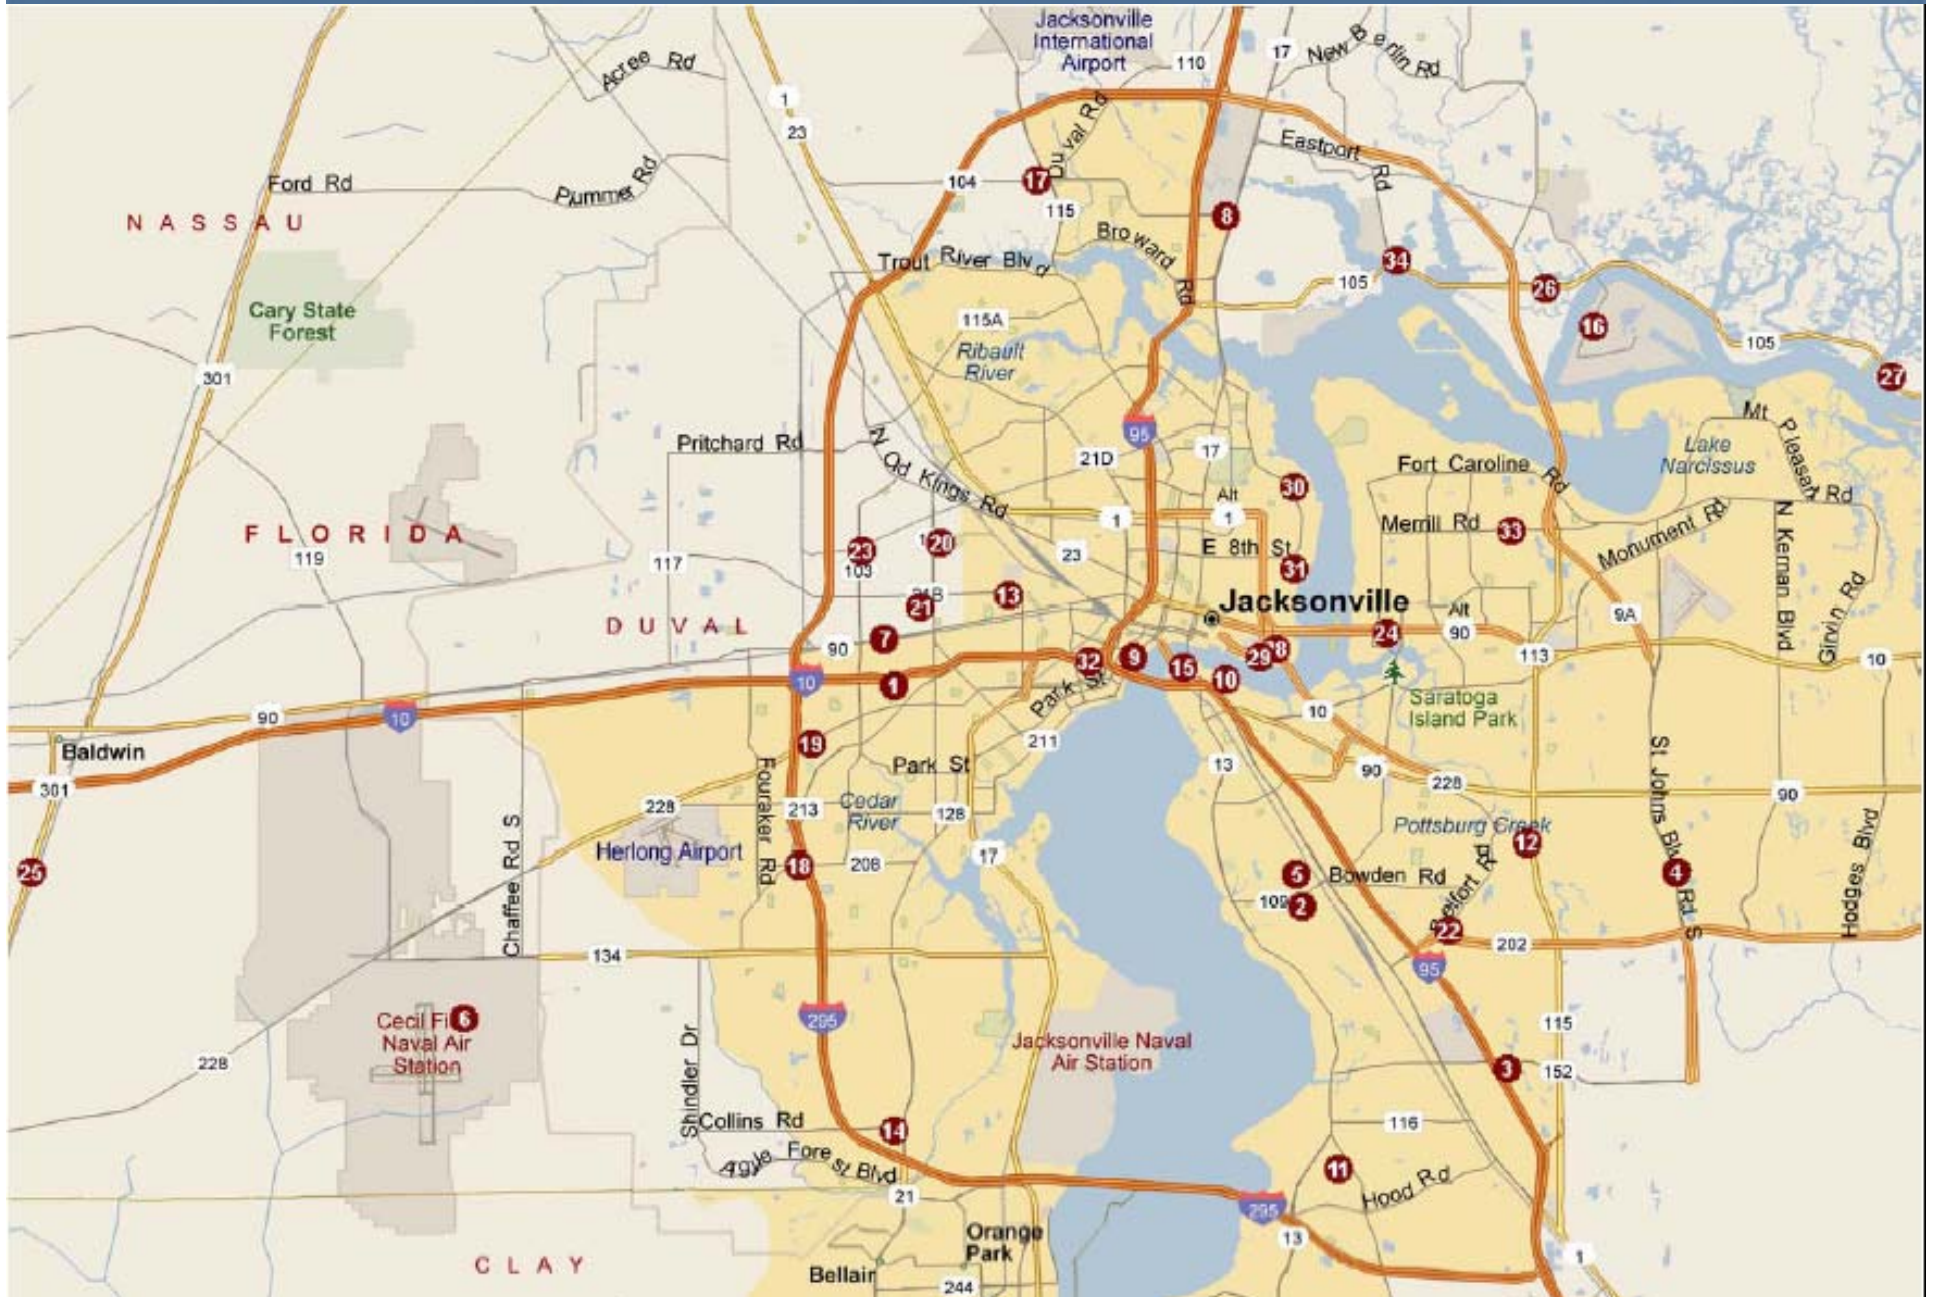 Jacksonville
International
Airport
110
17
New Berlin Rd
Acree Rd
1
23
Duval Rd
Eastport Rd
Ford Rd
Plummer Rd
104
17
115
8
NASSAU
Broward Rd
Trout River Blvd
34
105
26
Cary State
Forest
115A
16
Ribault
River
105
301
27
95
Mt Pleasant Rd
Pritchard Rd
N Old Kings Rd
21D
17
Lake
Narcissus
Fort Caroline Rd
30
Alt
1
1
Merrill Rd
33
Monument Rd
N Kernan Blvd
FLORIDA
119
117
23
103
20
23
E 8th St
31
21
13
Jacksonville
Alt
90
9A
Girvin Rd
DUVAL
7
90
24
113
10
32
9
15
29
28
10
10
1
Park St
Saratoga
Island Park
90
10
10
Baldwin
301
19
211
13
St Johns Bluff Rd S
Park St
90
228
90
Fouraker Rd
228
213
Cedar
River
128
Pottsburg Creek
Hodges Blvd
Chaffee Rd S
Herlong Airport
17
12
25
18
208
5
Bowden Rd
4
109
2
Belfort Rd
22
202
134
95
6
Cecil Fi
Naval Air
Station
295
Jacksonville Naval
Air Station
115
228
Shindler Dr
3
152
Collins Rd
14
116
Argyle Forest Blvd
11
Hood Rd
21
295
13
Orange
Park
1
CLAY
Bellair
244